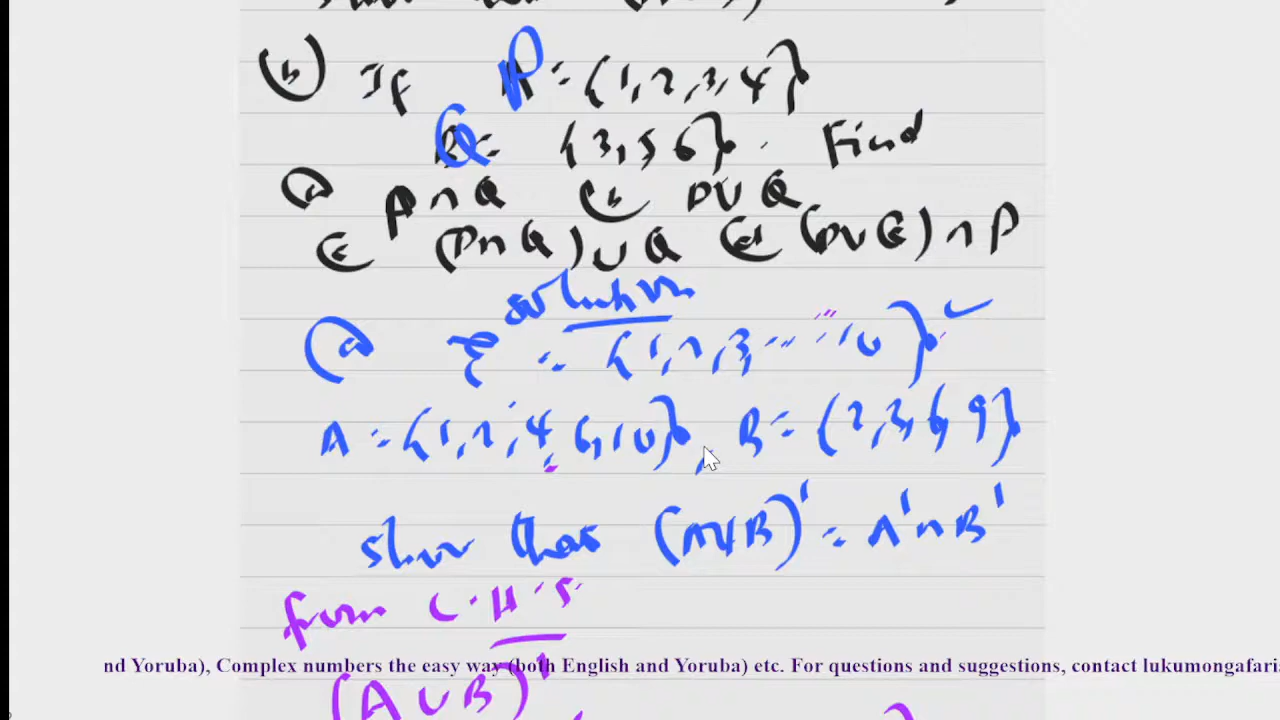 (b) If P = {1, 2, 3, 4}
Q = {3, 5 6}. Find
(a) P ∩ Q (b) P ∪ Q
(c) (P ∩ Q) ∪ Q (d) (P ∪ Q) ∩ P
solution
(a) ξ = {1, 2, 3, ... ... 10}
A = {1, 2, 4, 6, 10}, B = {2, 3, 6, 9}
show that (A ∪ B)' = A' ∩ B'
from L.H.S
nd Yoruba), Complex numbers the easy way (both English and Yoruba) etc. For questions and suggestions, contact lukumongafari
(A ∪ B)'